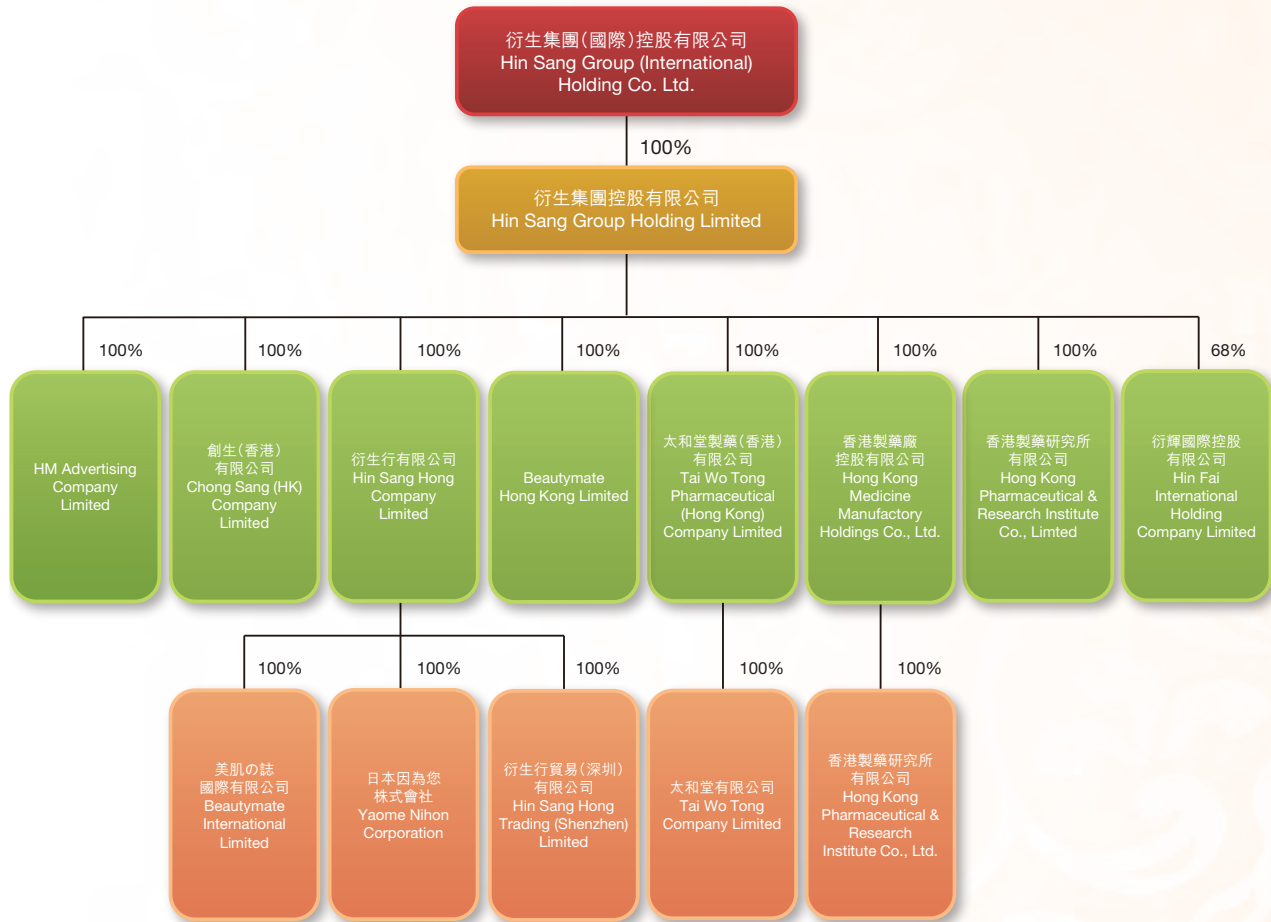 衍生集團(國際)控股有限公司
Hin Sang Group (International)
Holding Co. Ltd.
100%
衍生集團控股有限公司
Hin Sang Group Holding Limited
100%
HM Advertising
Company
Limited
100%
創生(香港)
有限公司
Chong Sang (HK)
Company
Limited
100%
衍生行有限公司
Hin Sang Hong
Company
Limited
100%
Beautymate
Hong Kong Limited
100%
太和堂製藥(香港)
有限公司
Tai Wo Tong
Pharmaceutical
(Hong Kong)
Company Limited
100%
香港製藥廠
控股有限公司
Hong Kong
Medicine
Manufactory
Holdings Co., Ltd.
100%
香港製藥研究所
有限公司
Hong Kong
Pharmaceutical &
Research Institute
Co., Limted
68%
衍輝國際控股
有限公司
Hin Fai
International
Holding
Company Limited
100%
美肌の誌
國際有限公司
Beautymate
International
Limited
100%
日本因為您
株式會社
Yaome Nihon
Corporation
100%
衍生行貿易(深圳)
有限公司
Hin Sang Hong
Trading (Shenzhen)
Limited
100%
太和堂有限公司
Tai Wo Tong
Company Limited
100%
香港製藥研究所
有限公司
Hong Kong
Pharmaceutical &
Research
Institute Co., Ltd.